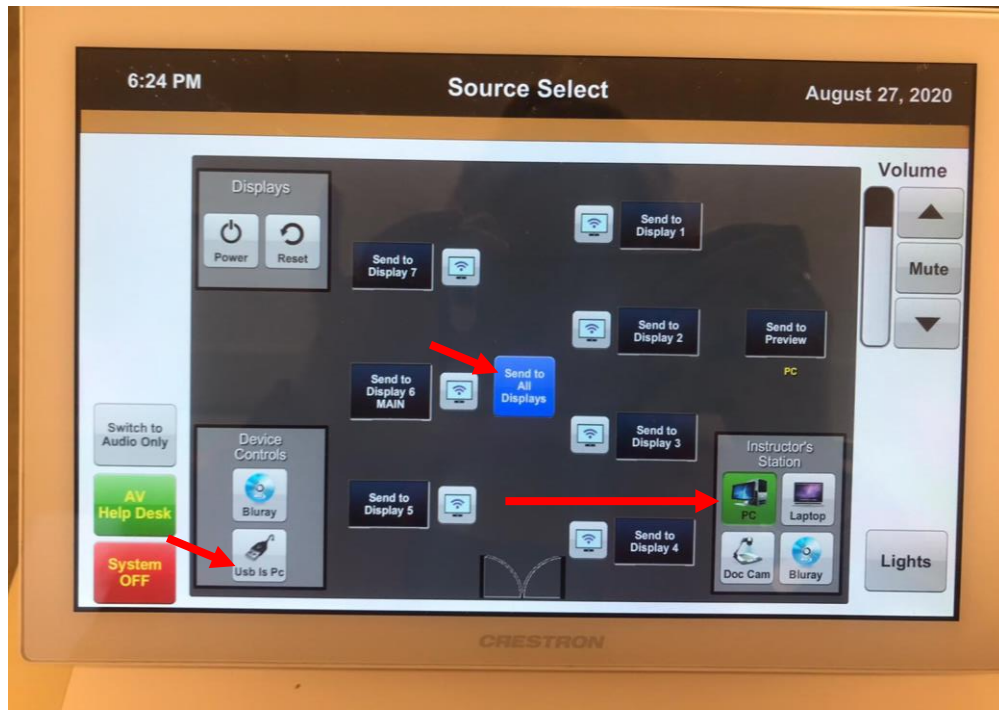 6:24 PM
Source Select
August 27, 2020
Volume
Mute
Displays
Power
Reset
Send to
Display 7
Send to
Display 1
Send to
Display 2
Send to
Preview
PC
Send to
All
Displays
Send to
Display 6
MAIN
Send to
Display 3
Switch to
Audio Only
Device
Controls
Bluray
Usb Is Pc
AV
Help Desk
System
OFF
Send to
Display 5
Send to
Display 4
Instructor's
Station
PC
Laptop
Doc Cam
Bluray
Lights
CRESTRON